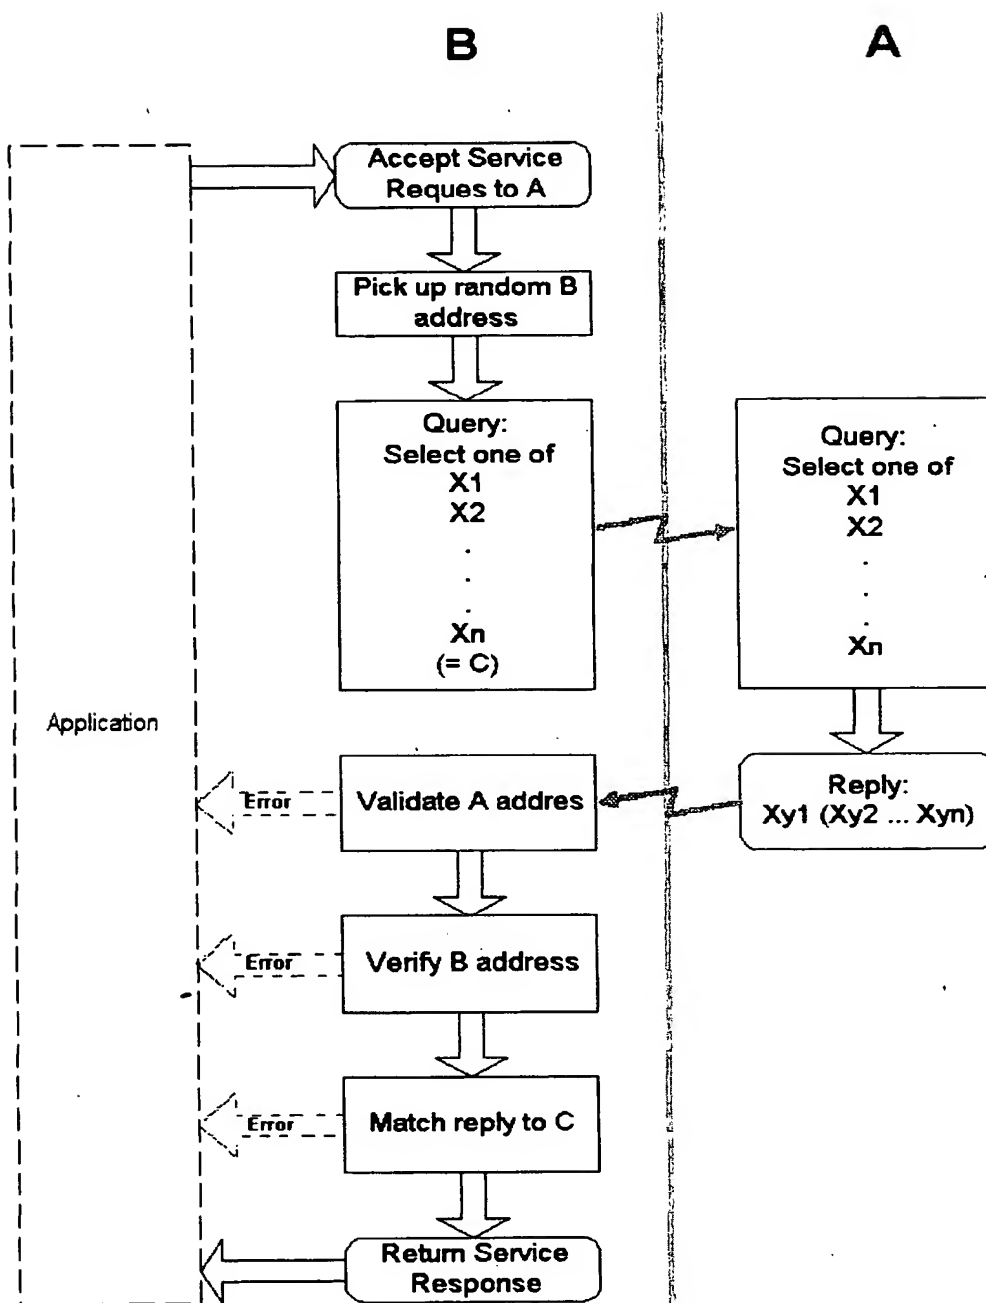 B
A
Accept Service
Reques to A
Pick up random B
address
Query:
Select one of
X1
X2
.
.
.
Xn
(= C)
Query:
Select one of
X1
X2
.
.
.
Xn
Application
Error
Validate A addres
Reply:
Xy1 (Xy2 ... Xyn)
Error
Verify B address
Error
Match reply to C
Return Service
Response